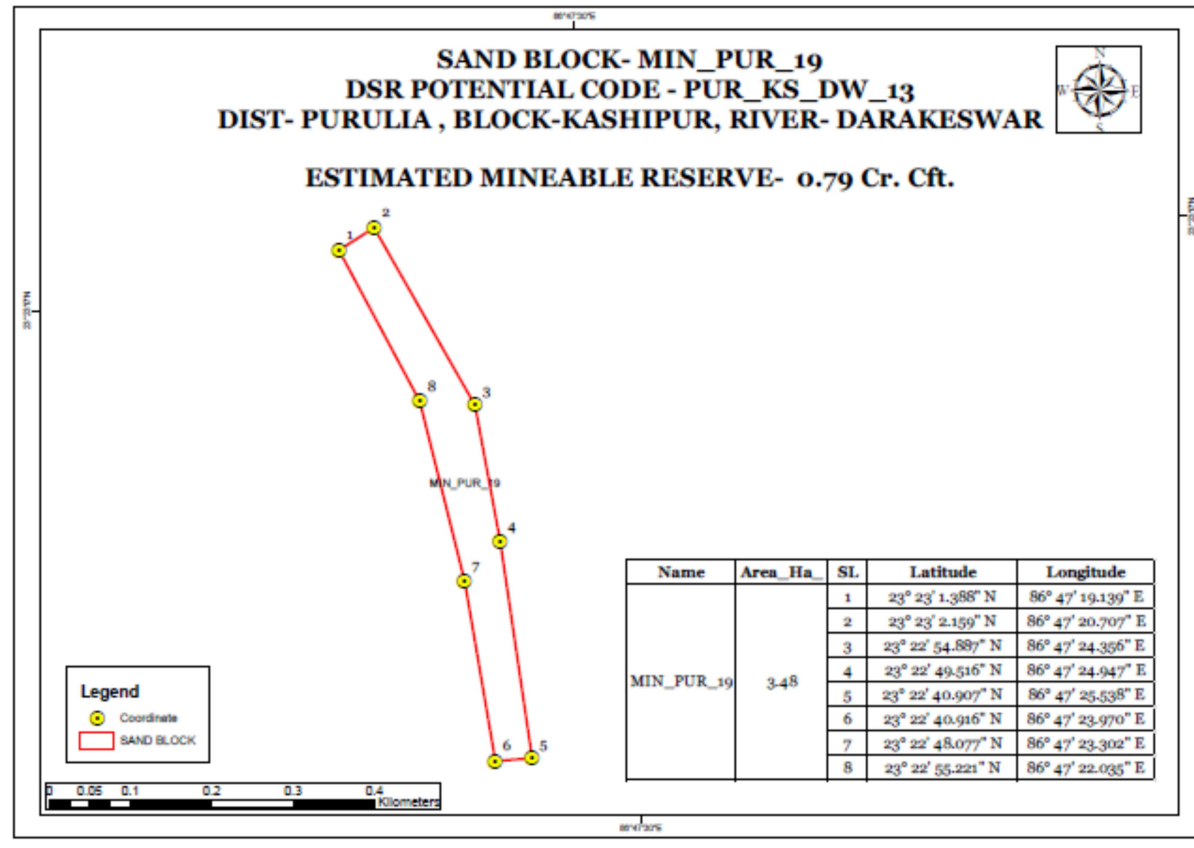 86°47'20"E
SAND BLOCK- MIN_PUR_19
DSR POTENTIAL CODE - PUR_KS_DW_13
DIST- PURULIA , BLOCK-KASHIPUR, RIVER- DARAKESWAR
ESTIMATED MINEABLE RESERVE- 0.79 Cr. Cft.
N
W E
S
2
1
8
3
MIN_PUR_19
4
7
6 5
Name Area_Ha_ SL Latitude Longitude
1 23° 23' 1.388" N 86° 47' 19.139" E
2 23° 23' 2.159" N 86° 47' 20.707" E
3 23° 22' 54.887" N 86° 47' 24.356" E
4 23° 22' 49.516" N 86° 47' 24.947" E
MIN_PUR_19 3.48
5 23° 22' 40.907" N 86° 47' 25.538" E
6 23° 22' 40.916" N 86° 47' 23.970" E
7 23° 22' 48.077" N 86° 47' 23.302" E
8 23° 22' 55.221" N 86° 47' 22.035" E
Legend
Coordinate
SAND BLOCK
0 0.05 0.1 0.2 0.3 0.4
Kilometers